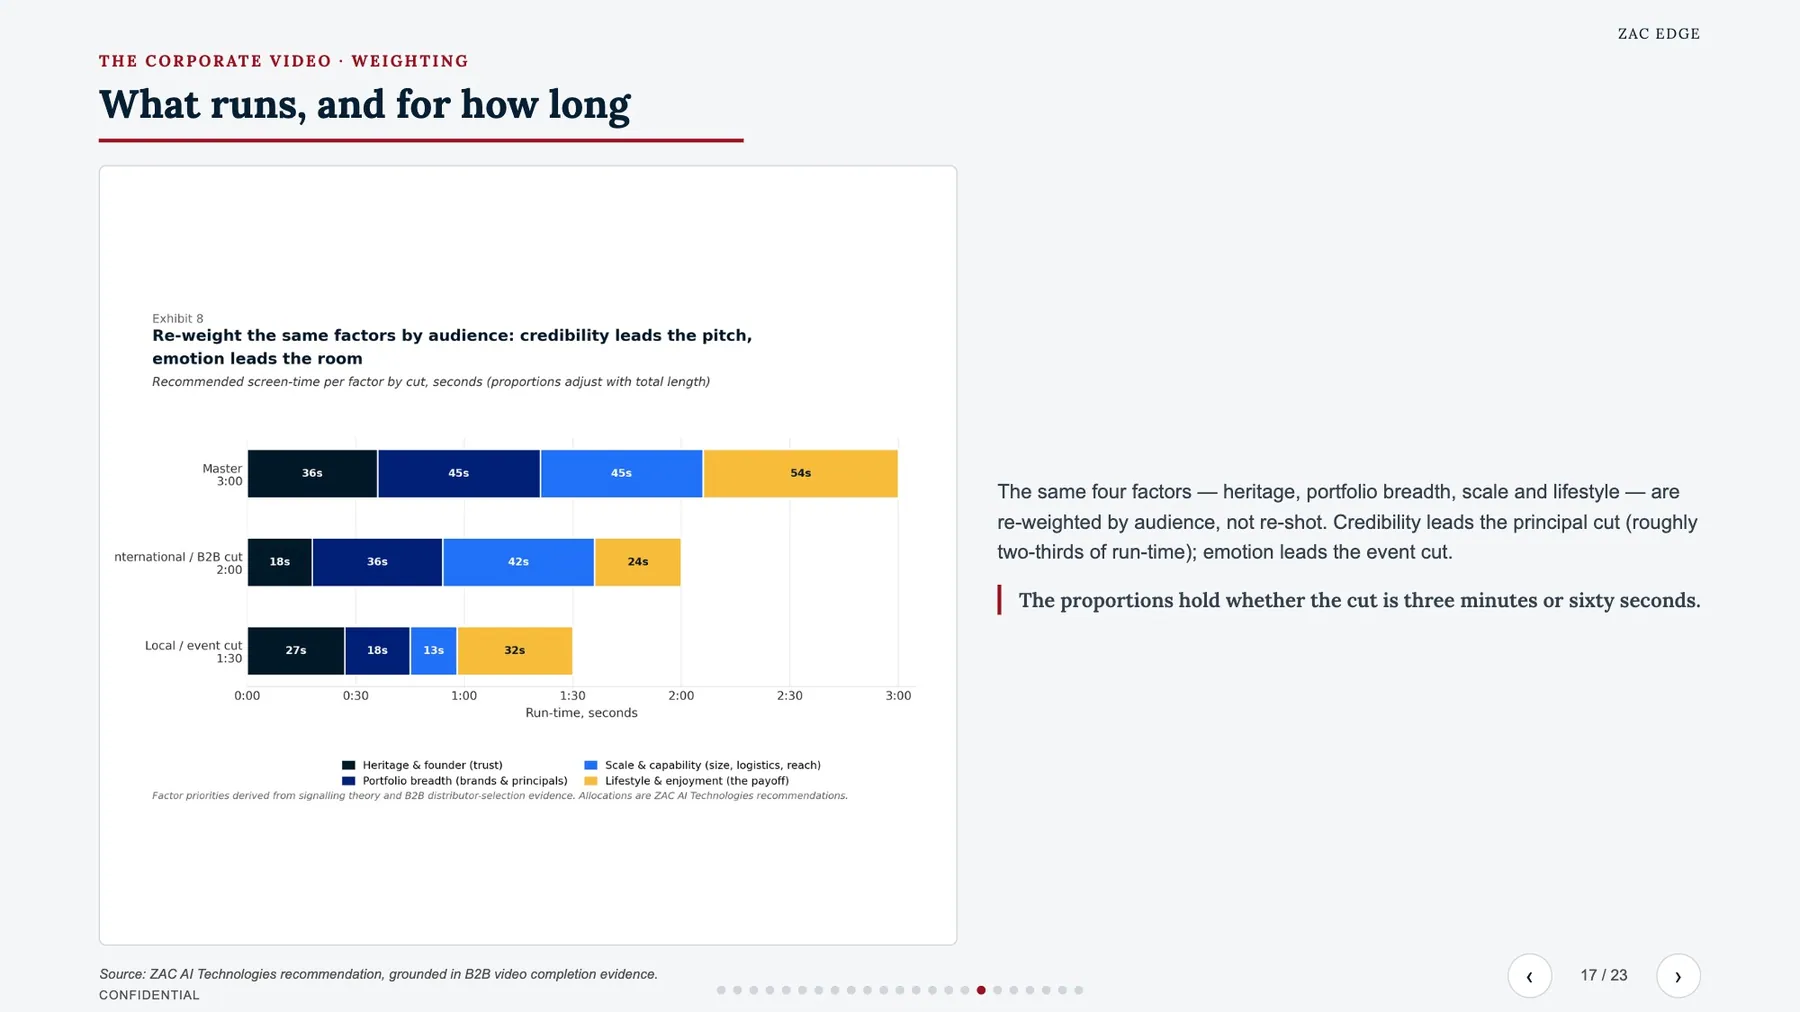 ZAC EDGE
THE CORPORATE VIDEO · WEIGHTING
What runs, and for how long
Exhibit 8
Re-weight the same factors by audience: credibility leads the pitch,
emotion leads the room
Recommended screen-time per factor by cut, seconds (proportions adjust with total length)
Master
3:00
36s
45s
45s
54s
nternational / B2B cut
2:00
18s
36s
42s
24s
Local / event cut
1:30
27s
18s
13s
32s
0:00
0:30
1:00
1:30
2:00
2:30
3:00
Run-time, seconds
Heritage & founder (trust)
Portfolio breadth (brands & principals)
Scale & capability (size, logistics, reach)
Lifestyle & enjoyment (the payoff)
Factor priorities derived from signalling theory and B2B distributor-selection evidence. Allocations are ZAC AI Technologies recommendations.
The same four factors — heritage, portfolio breadth, scale and lifestyle — are
re-weighted by audience, not re-shot. Credibility leads the principal cut (roughly
two-thirds of run-time); emotion leads the event cut.
The proportions hold whether the cut is three minutes or sixty seconds.
Source: ZAC AI Technologies recommendation, grounded in B2B video completion evidence.
CONFIDENTIAL
‹
17 / 23
›